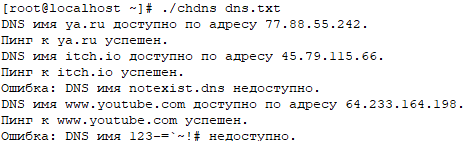 [root@localhost ~]# ./chdns dns.txt
DNS имя ya.ru доступно по адресу 77.88.55.242.
Пинг к ya.ru успешен.
DNS имя itch.io доступно по адресу 45.79.115.66.
Пинг к itch.io успешен.
Ошибка: DNS имя notexist.dns недоступно.
DNS имя www.youtube.com доступно по адресу 64.233.164.198.
Пинг к www.youtube.com успешен.
Ошибка: DNS имя 123-=`~!# недоступно.